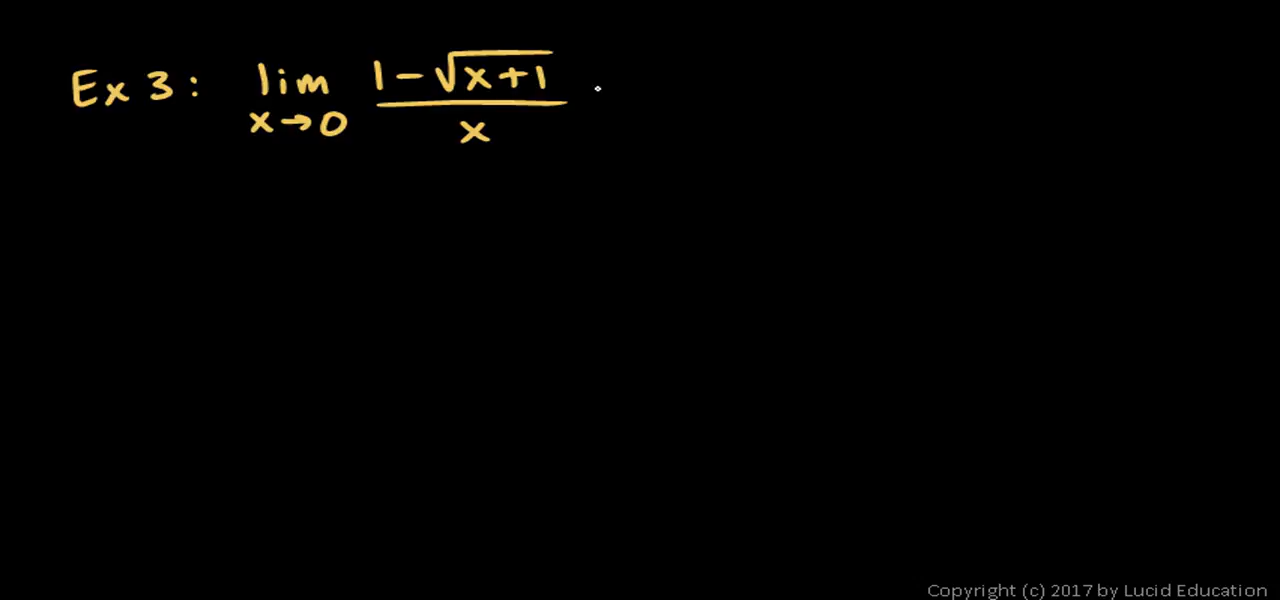 Ex 3: lim 1-√x+1
x→0 x
Copyright (c) 2017 by Lucid Education